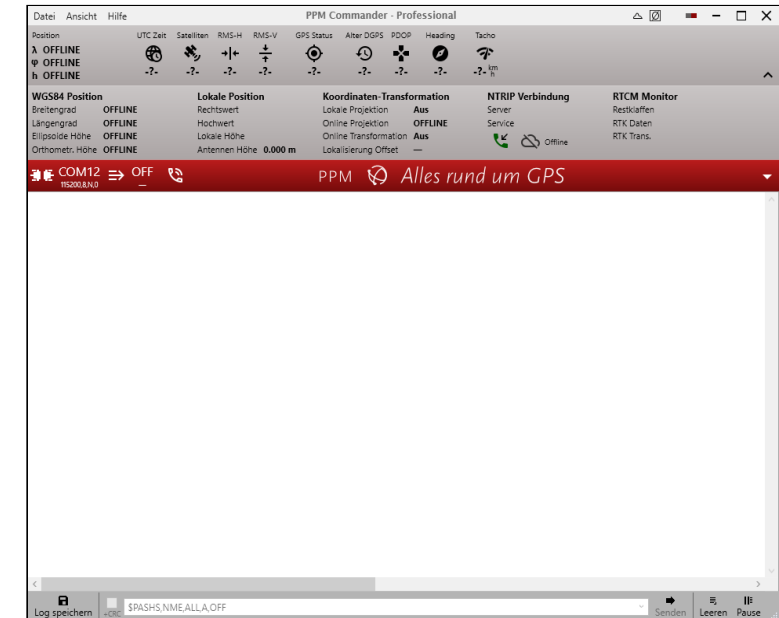 Datei Ansicht Hilfe PPM Commander - Professional
Position UTC Zeit Satelliten RMS-H RMS-V GPS Status Alter DGPS PDOP Heading Tacho
λ OFFLINE
φ OFFLINE
h OFFLINE -?- -?- -?- -?- -?- -?- -?- -?- -?- km/h
WGS84 Position Lokale Position Koordinaten-Transformation NTRIP Verbindung RTCM Monitor
Breitengrad OFFLINE Rechtswert Lokale Projektion Aus Server Restklaffen
Längengrad OFFLINE Hochwert Online Projektion OFFLINE Service RTK Daten
Ellipsoide Höhe OFFLINE Lokale Höhe Online Transformation Aus Offline RTK Trans.
Orthometr. Höhe OFFLINE Antennen Höhe 0.000 m Lokalisierung Offset —
COM12 OFF PPM Alles rund um GPS
115200,8,N,0 —
+CRC $PASHS,NME,ALL,A,OFF
Log speichern Senden Leeren Pause